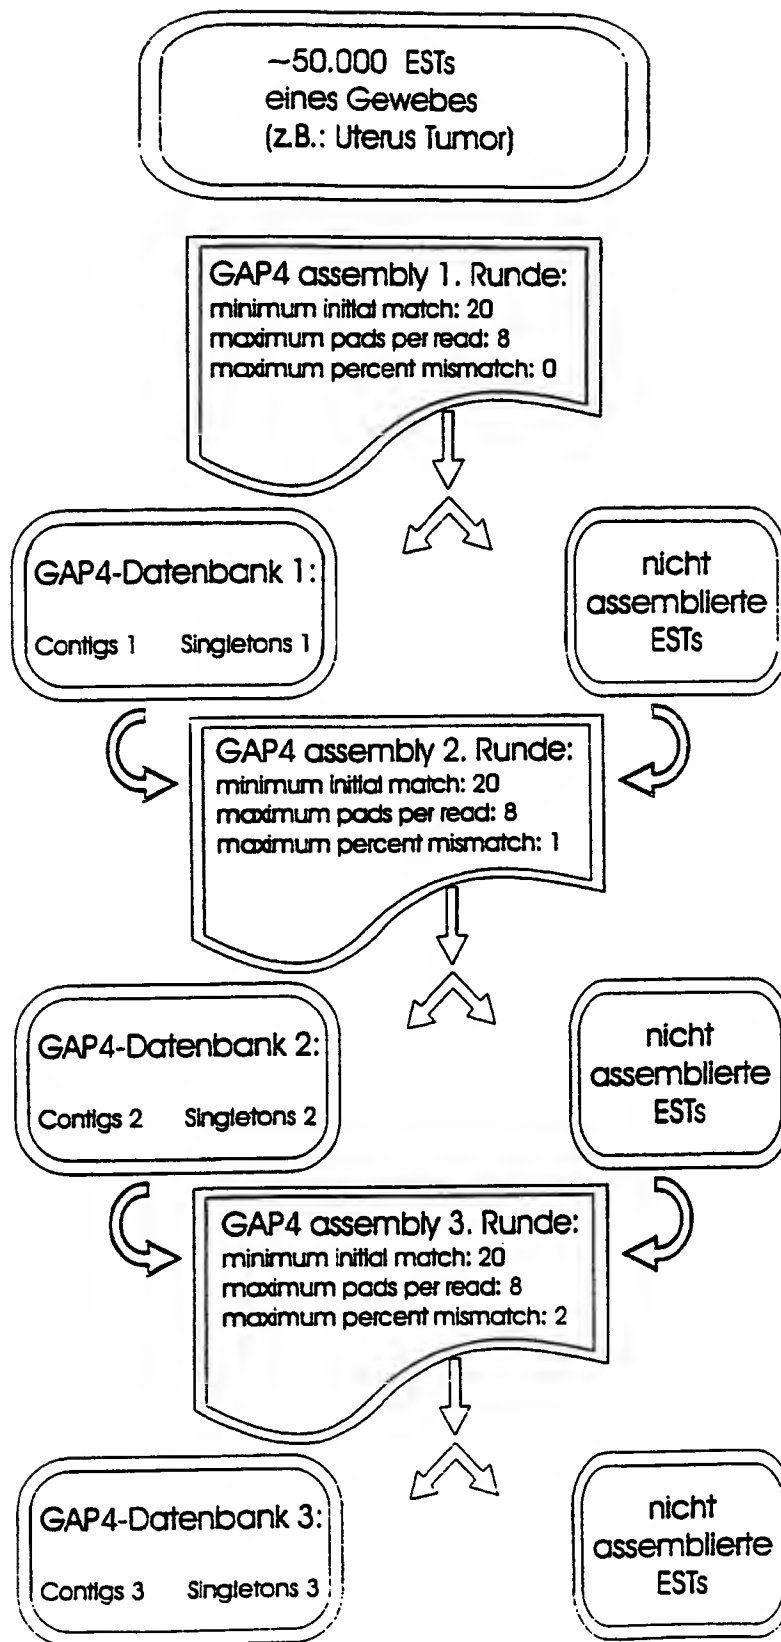 ~50.000 ESTs
eines Gewebes
(z.B.: Uterus Tumor)
GAP4 assembly 1. Runde:
minimum initial match: 20
maximum pads per read: 8
maximum percent mismatch: 0
GAP4-Datenbank 1:
Contigs 1 Singletons 1
nicht
assemblierte
ESTs
GAP4 assembly 2. Runde:
minimum initial match: 20
maximum pads per read: 8
maximum percent mismatch: 1
GAP4-Datenbank 2:
Contigs 2 Singletons 2
nicht
assemblierte
ESTs
GAP4 assembly 3. Runde:
minimum initial match: 20
maximum pads per read: 8
maximum percent mismatch: 2
GAP4-Datenbank 3:
Contigs 3 Singletons 3
nicht
assemblierte
ESTs